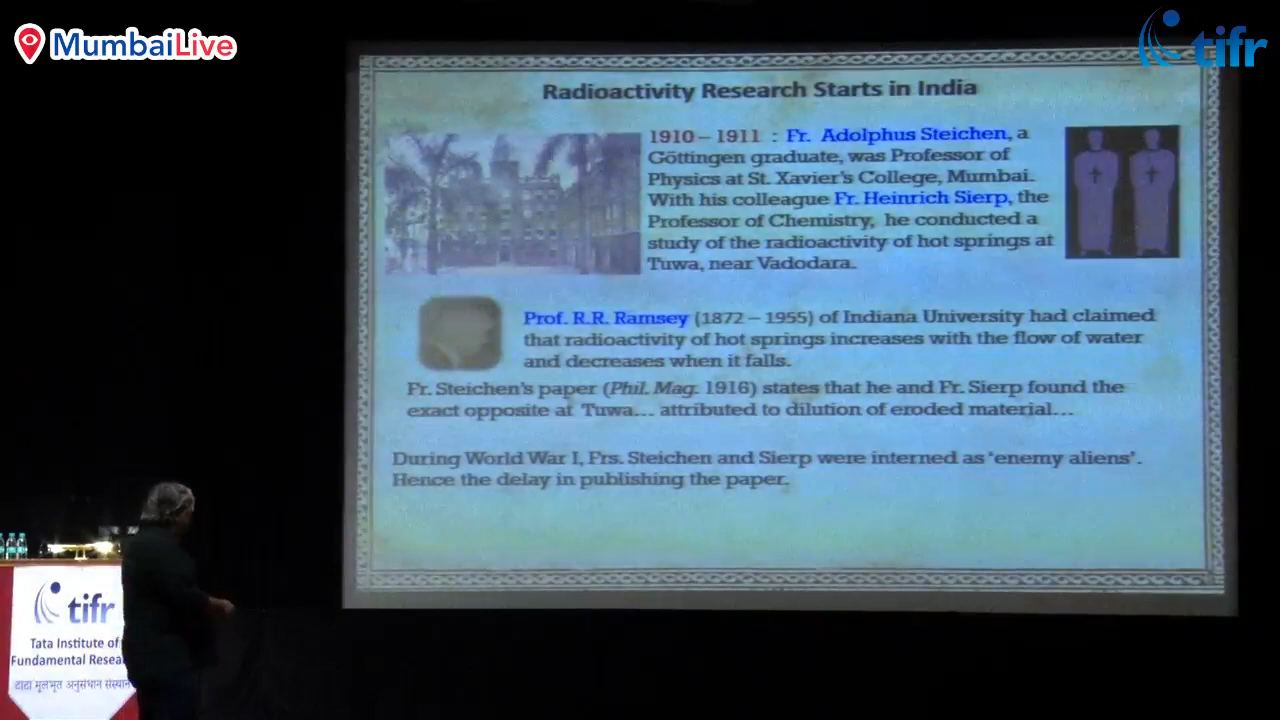 MumbaiLive
tifr
Radioactivity Research Starts in India
1910 – 1911 : Fr. Adolphus Steichen, a
Göttingen graduate, was Professor of
Physics at St. Xavier's College, Mumbai.
With his colleague Fr. Heinrich Sierp, the
Professor of Chemistry, he conducted a
study of the radioactivity of hot springs at
Tuwa, near Vadodara.
Prof. R.R. Ramsey (1872 – 1955) of Indiana University had claimed
that radioactivity of hot springs increases with the flow of water
and decreases when it falls.
Fr. Steichen's paper (Phil. Mag. 1916) states that he and Fr. Sierp found the
exact opposite at Tuwa... attributed to dilution of eroded material...
During World War I, Frs. Steichen and Sierp were interned as 'enemy aliens'.
Hence the delay in publishing the paper.
tifr
Tata Institute of
Fundamental Resea
टाटा मूलभूत अनुसंधान संस्थान